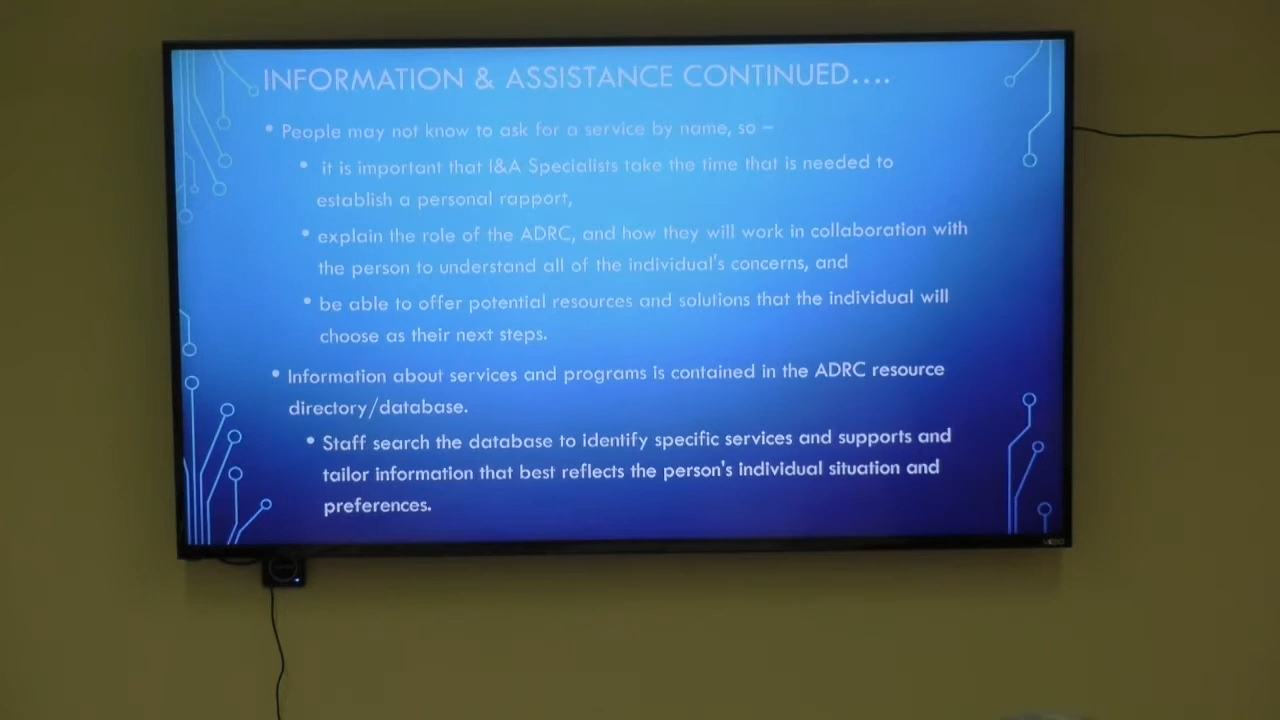 INFORMATION & ASSISTANCE CONTINUED....
• People may not know to ask for a service by name, so –
• it is important that I&A Specialists take the time that is needed to
establish a personal rapport,
• explain the role of the ADRC, and how they will work in collaboration with
the person to understand all of the individual's concerns, and
• be able to offer potential resources and solutions that the individual will
choose as their next steps.
• Information about services and programs is contained in the ADRC resource
directory/database.
• Staff search the database to identify specific services and supports and
tailor information that best reflects the person's individual situation and
preferences.
VIZIO